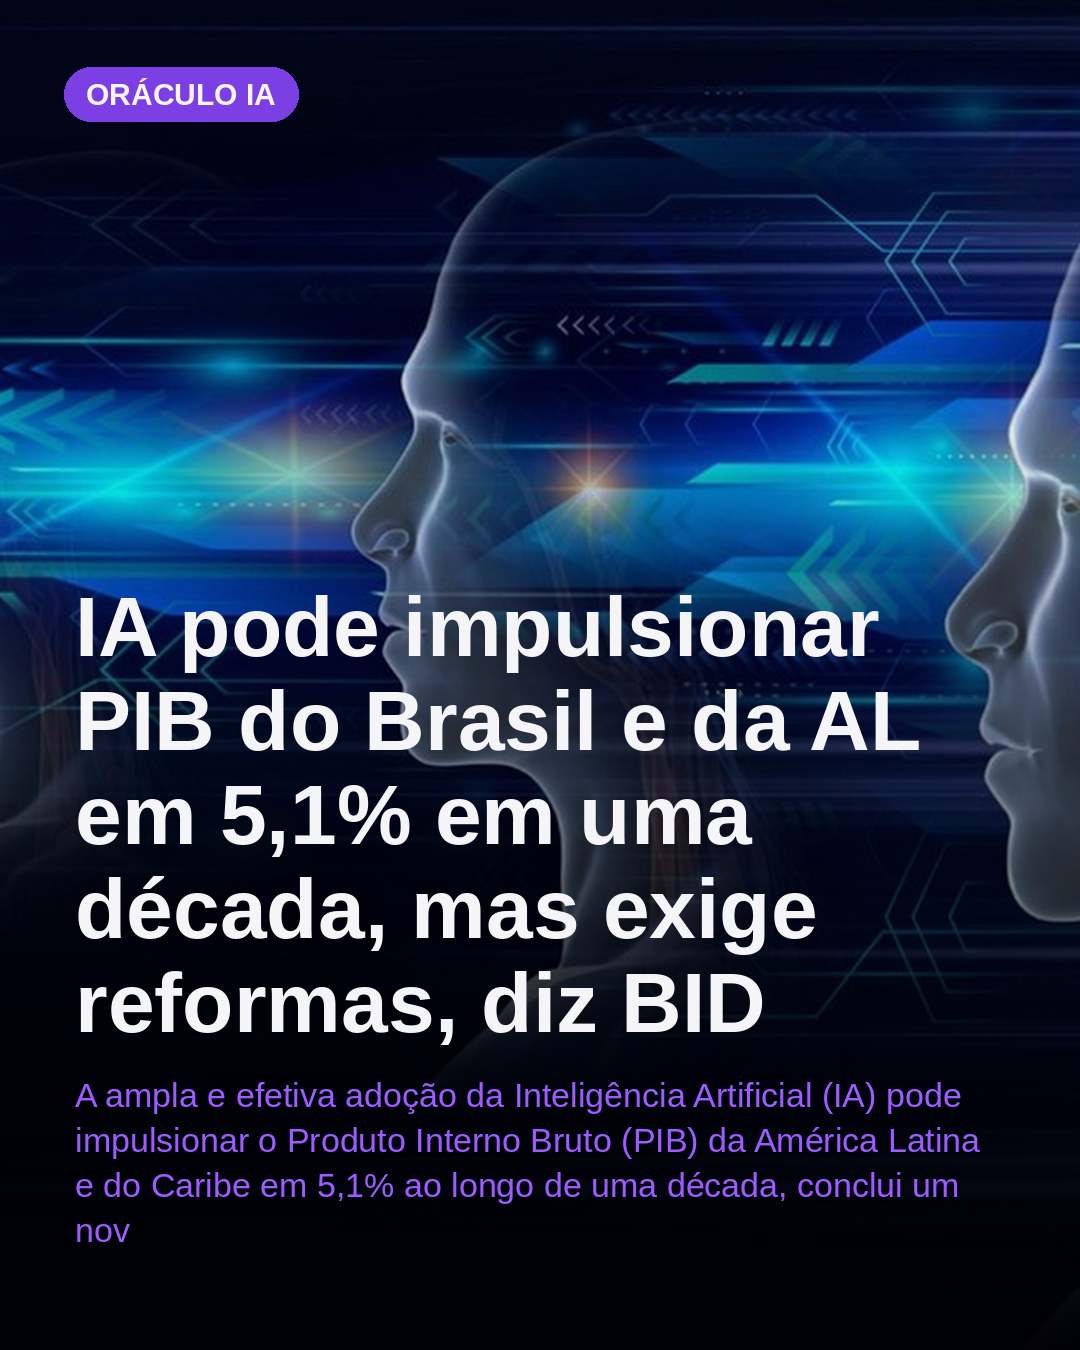 ORÁCULO IA
IA pode impulsionar
PIB do Brasil e da AL
em 5,1% em uma
década, mas exige
reformas, diz BID
A ampla e efetiva adoção da Inteligência Artificial (IA) pode
impulsionar o Produto Interno Bruto (PIB) da América Latina
e do Caribe em 5,1% ao longo de uma década, conclui um
nov